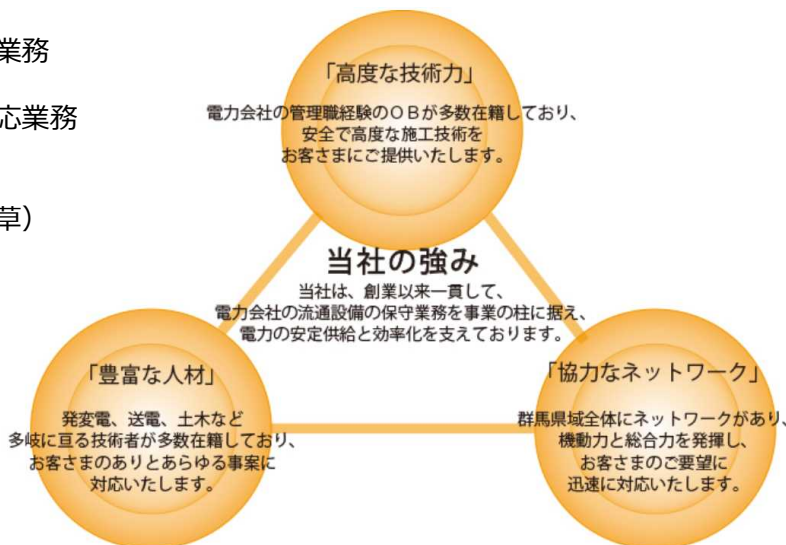 業務
応業務
草）
「高度な技術力」
電力会社の管理職経験のＯＢが多数在籍しており、
安全で高度な施工技術を
お客さまにご提供いたします。
当社の強み
当社は、創業以来一貫して、
電力会社の流通設備の保守業務を事業の柱に据え、
電力の安定供給と効率化を支えております。
「豊富な人材」
発変電、送電、土木など
多岐に亘る技術者が多数在籍しており、
お客さまのありとあらゆる事案に
対応いたします。
「協力なネットワーク」
群馬県域全体にネットワークがあり、
機動力と総合力を発揮し、
お客さまのご要望に
迅速に対応いたします。